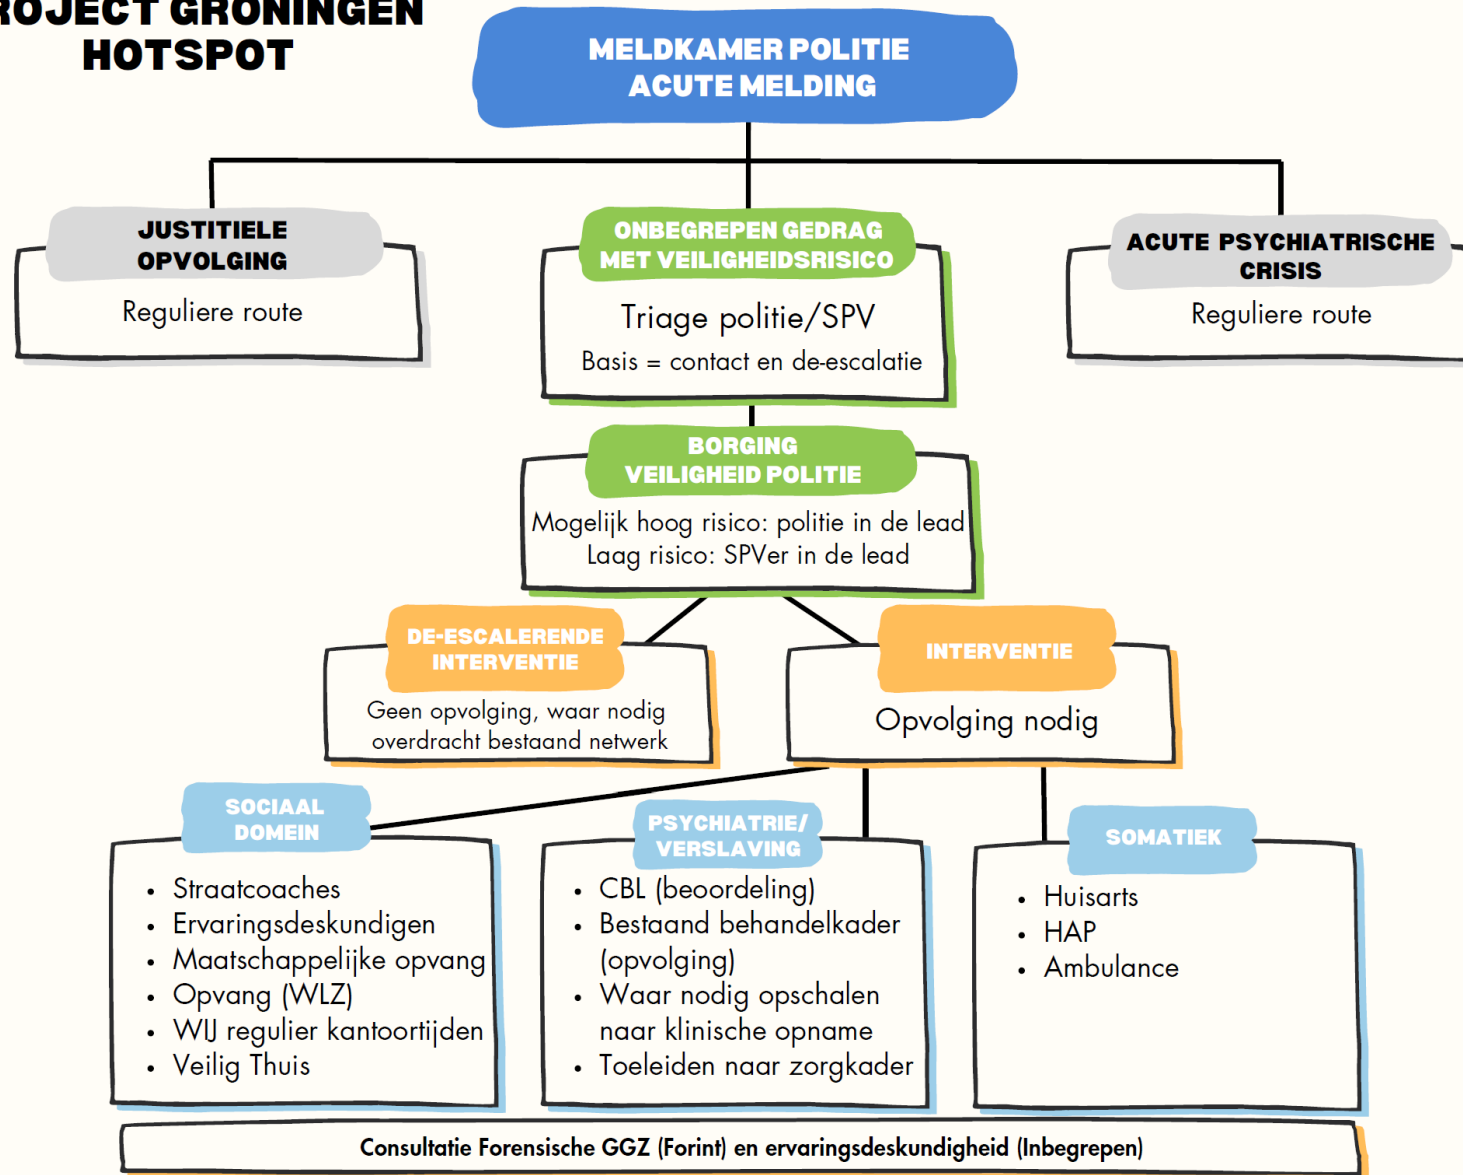 ROJECT GRONINGEN
HOTSPOT
MELDKAMER POLITIE
ACUTE MELDING
JUSTITIELE
OPVOLGING
Reguliere route
ONBEGREPEN GEDRAG
MET VEILIGHEIDSRISICO
Triage politie/SPV
Basis = contact en de-escalatie
ACUTE PSYCHIATRISCHE
CRISIS
Reguliere route
BORGING
VEILIGHEID POLITIE
Mogelijk hoog risico: politie in de lead
Laag risico: SPVer in de lead
DE-ESCALERENDE
INTERVENTIE
Geen opvolging, waar nodig
overdracht bestaand netwerk
INTERVENTIE
Opvolging nodig
SOCIAAL
DOMEIN
• Straatcoaches
• Ervaringsdeskundigen
• Maatschappelijke opvang
• Opvang (WLZ)
• WIJ regulier kantoortijden
• Veilig Thuis
PSYCHIATRIE/
VERSLAVING
• CBL (beoordeling)
• Bestaand behandelkader
(opvolging)
• Waar nodig opschalen
naar klinische opname
• Toeleiden naar zorgkader
SOMATIEK
• Huisarts
• HAP
• Ambulance
Consultatie Forensische GGZ (Forint) en ervaringsdeskundigheid (Inbegrepen)